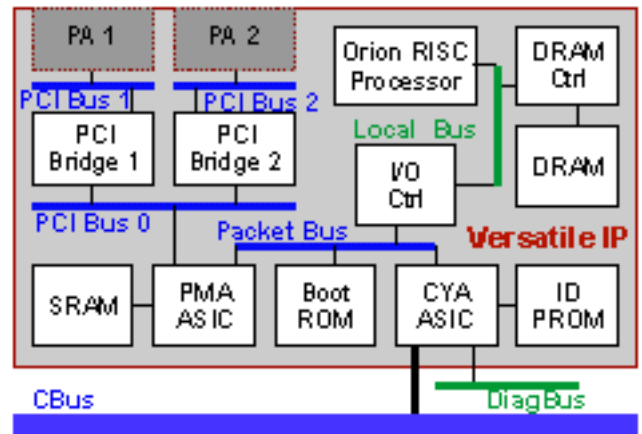 PA 1
PA 2
Orion RISC
Processor
DRAM
Ctrl
PCI Bus 1
PCI Bus 2
PCI
Bridge 1
PCI
Bridge 2
Local Bus
I/O
Ctrl
DRAM
PCI Bus 0
Packet Bus
Versatile IP
SRAM
PMA
ASIC
Boot
ROM
CYA
ASIC
ID
PROM
CBus
DiagBus